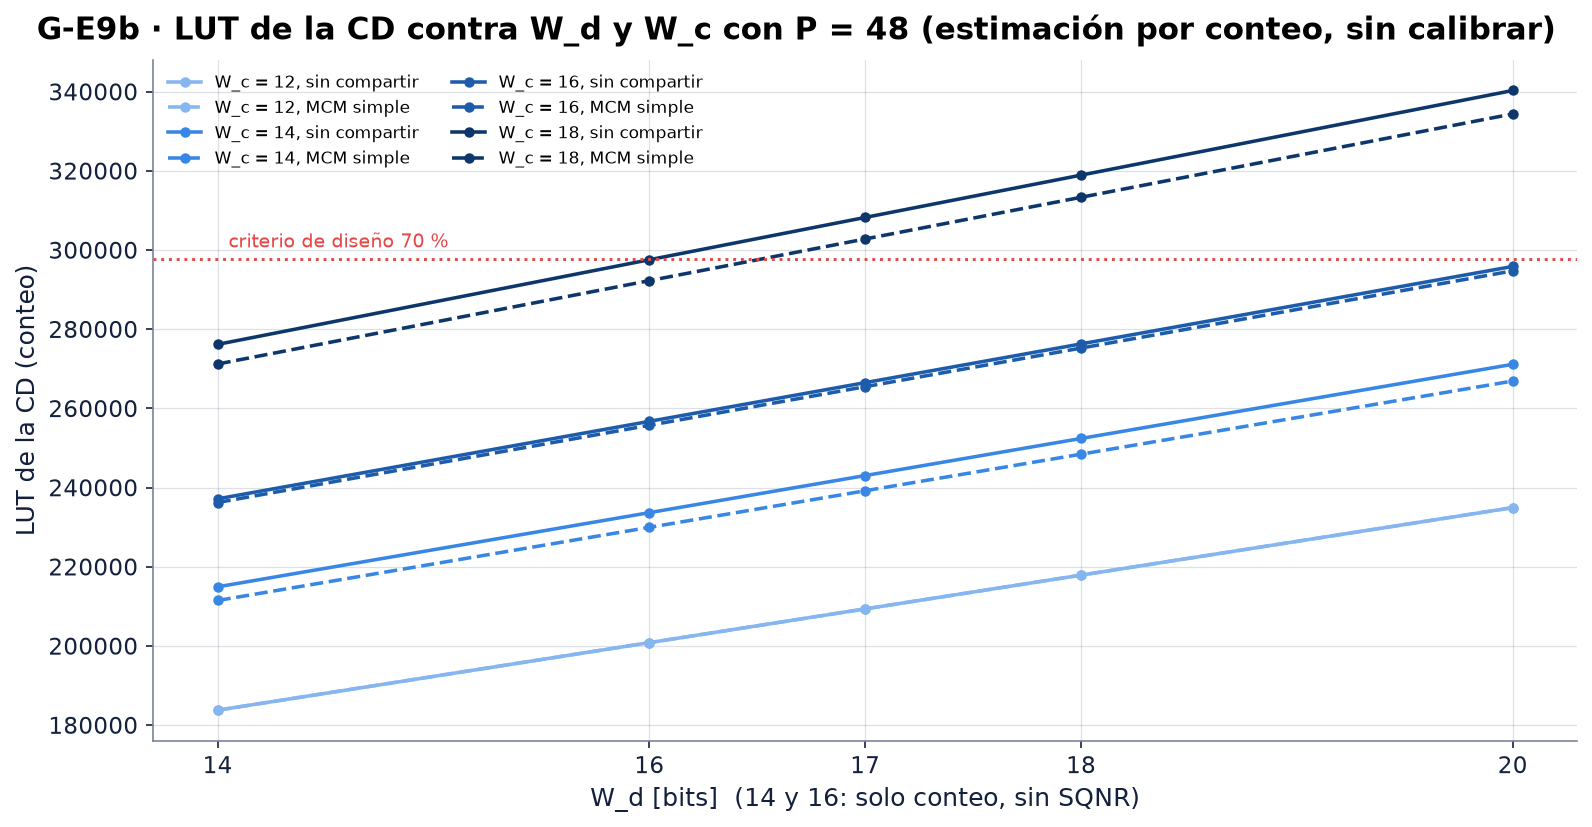 G-E9b · LUT de la CD contra W_d y W_c con P = 48 (estimación por conteo, sin calibrar)
W_c = 12, sin compartir
W_c = 12, MCM simple
W_c = 14, sin compartir
W_c = 14, MCM simple
W_c = 16, sin compartir
W_c = 16, MCM simple
W_c = 18, sin compartir
W_c = 18, MCM simple
criterio de diseño 70 %
LUT de la CD (conteo)
340000
320000
300000
280000
260000
240000
220000
200000
180000
14
16
17
18
20
W_d [bits]  (14 y 16: solo conteo, sin SQNR)